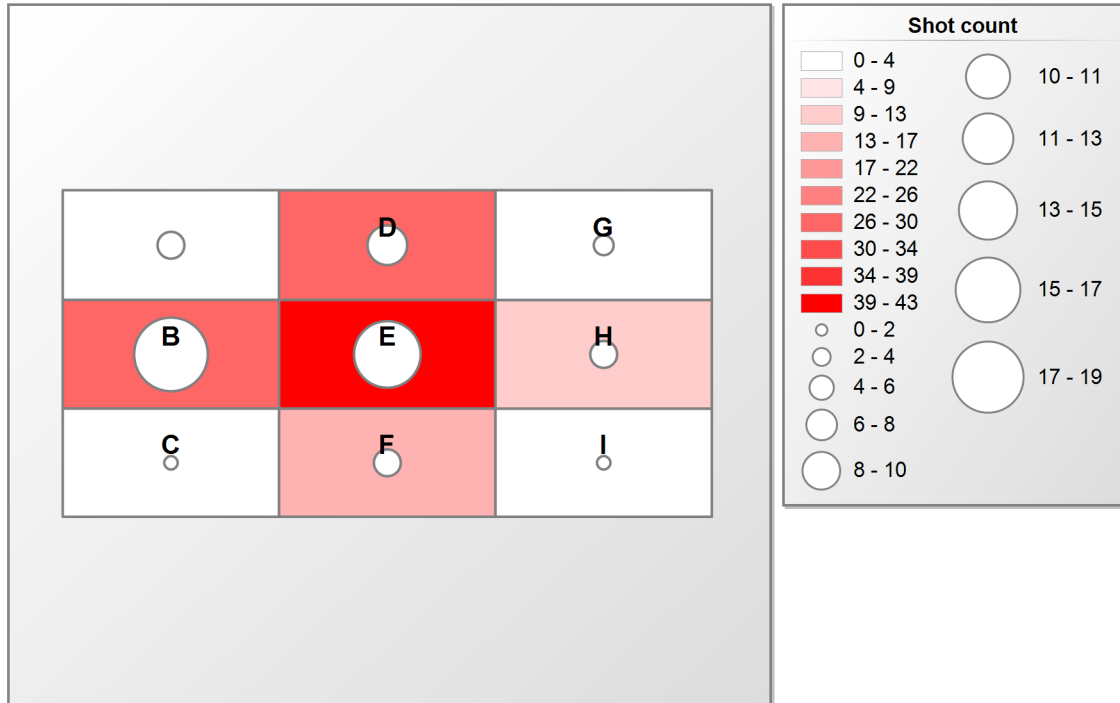 Shot count
0 - 4
4 - 9
9 - 13
13 - 17
17 - 22
22 - 26
26 - 30
30 - 34
34 - 39
39 - 43
0 - 2
2 - 4
4 - 6
6 - 8
8 - 10
10 - 11
11 - 13
13 - 15
15 - 17
17 - 19
D
G
B
E
H
C
F
I